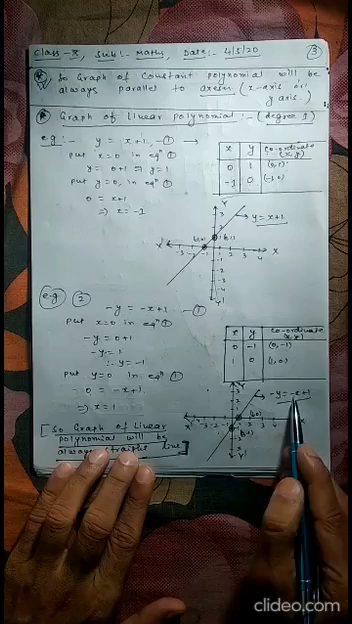 Class-X, Sub:- Maths, Date:- 4/5/20 ③
So Graph of Constant polynomial will be
always parallel to axes (x-axis or
y axis.)
Graph of Linear polynomial :- (degree 1)
e.g:- y = x+1, —①
put x=0 in eqⁿ ①
y = 0+1 ⇒ y=1
put y=0, in eqⁿ ①
0 = x+1
⇒ x = -1
x y co-ordinate (x,y)
0 1 (0,1)
-1 0 (-1,0)
y=x+1
e.g ② -y = -x+1 —①
Put x=0 in eqⁿ ①
-y = 0+1
-y = 1
∴ y = -1
Put y=0 in eqⁿ ①
0 = -x+1
⇒ x=1
x y co-ordinate
0 -1 (0,-1)
1 0 (1,0)
-y=-x+1
[So Graph of Linear
polynomial will be
always straight line]
clideo.com